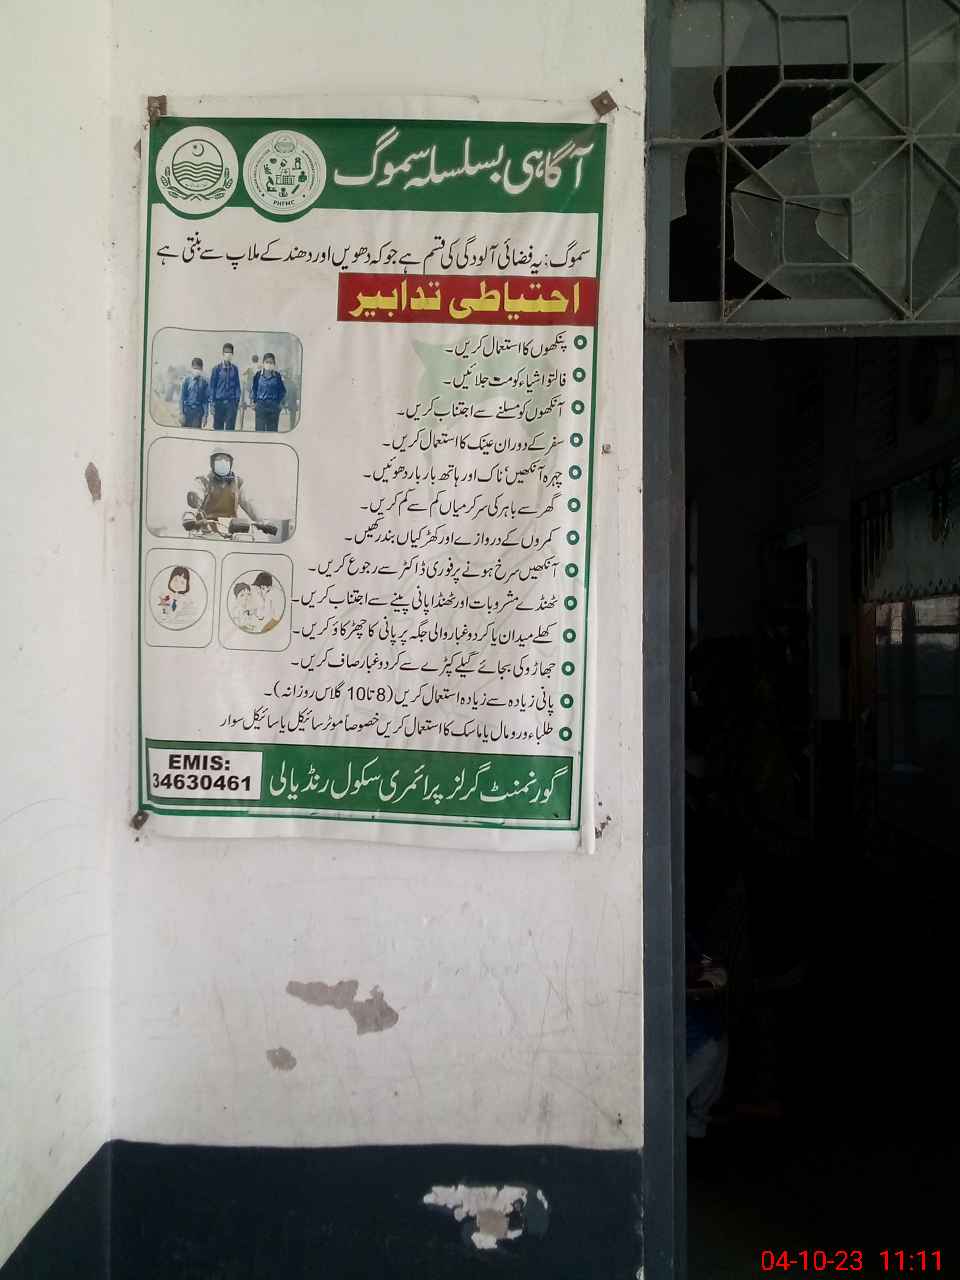 آگاہی بسلسلہ سموگ
PHFMC
سموگ: یہ فضائی آلودگی کی قسم ہے جو کہ دھویں اور دھند کے ملاپ سے بنتی ہے
احتیاطی تدابیر
پنکھوں کا استعمال کریں۔
فالتو اشیاء کو مت جلائیں۔
آنکھوں کو مسلنے سے اجتناب کریں۔
سفر کے دوران عینک کا استعمال کریں۔
چہرہ آنکھیں‘ ناک اور ہاتھ بار بار دھوئیں۔
گھر سے باہر کی سرگرمیاں کم سے کم کریں۔
کمروں کے دروازے اور کھڑکیاں بند رکھیں۔
آنکھیں سرخ ہونے پر فوری ڈاکٹر سے رجوع کریں۔
ٹھنڈے مشروبات اور ٹھنڈا پانی پینے سے اجتناب کریں۔
کھلے میدان یا گرد و غبار والی جگہ پر پانی کا چھڑکاؤ کریں۔
جھاڑو کی بجائے گیلے کپڑے سے گرد و غبار صاف کریں۔
پانی زیادہ سے زیادہ استعمال کریں (8 تا 10 گلاس روزانہ)۔
طلباء و رومال یا ماسک کا استعمال کریں خصوصاً موٹر سائیکل یا سائیکل سوار
گورنمنٹ گرلز پرائمری سکول رنڈیالی
EMIS:
34630461
04-10-23 11:11